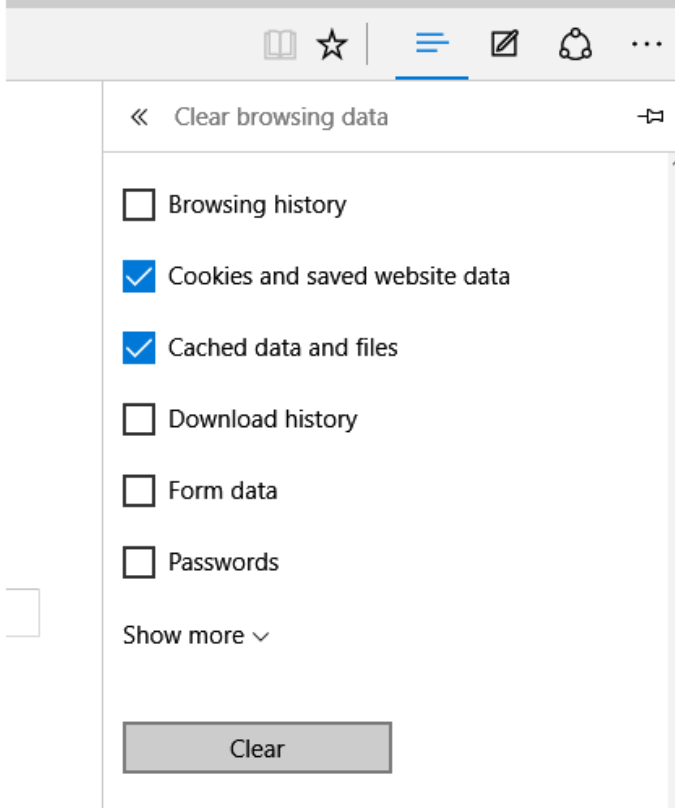 Clear browsing data
Browsing history
Cookies and saved website data
Cached data and files
Download history
Form data
Passwords
Show more
Clear